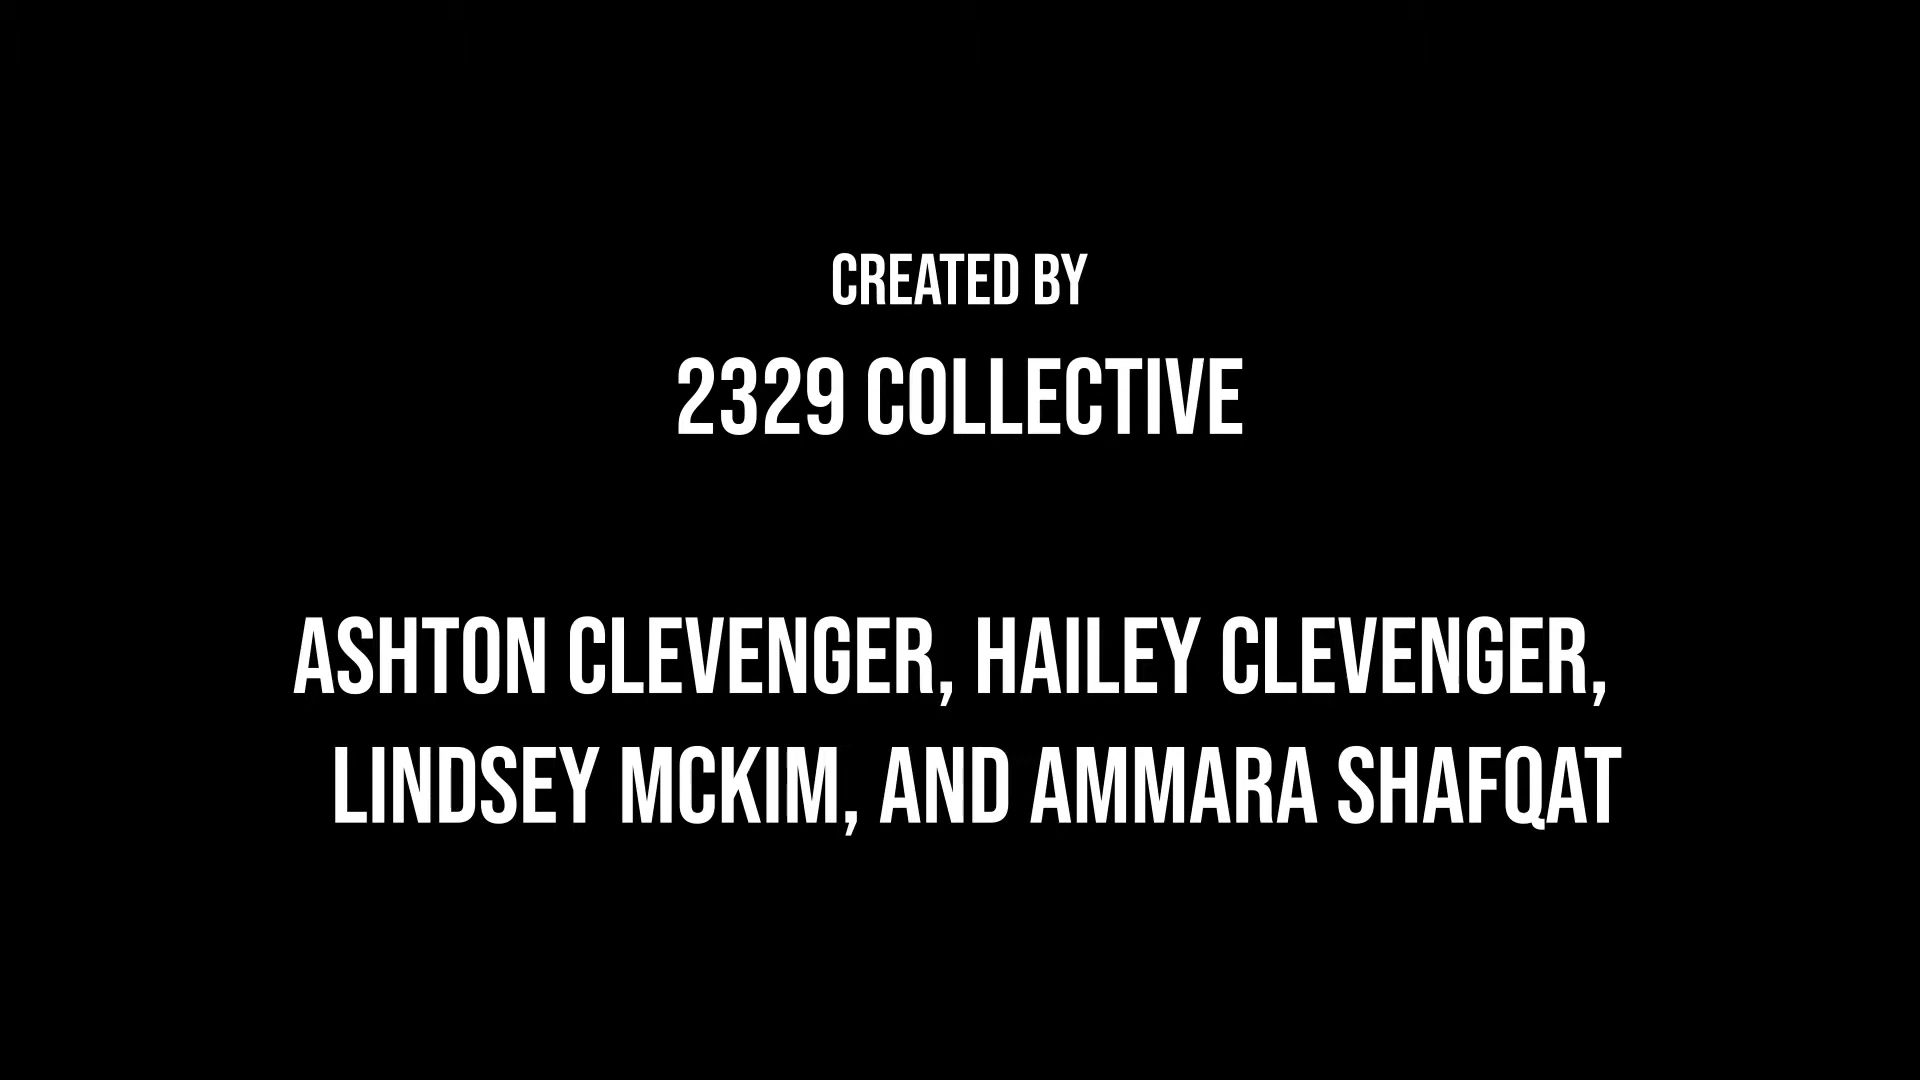 CREATED BY
2329 COLLECTIVE
ASHTON CLEVENGER, HAILEY CLEVENGER,
LINDSEY MCKIM, AND AMMARA SHAFQAT